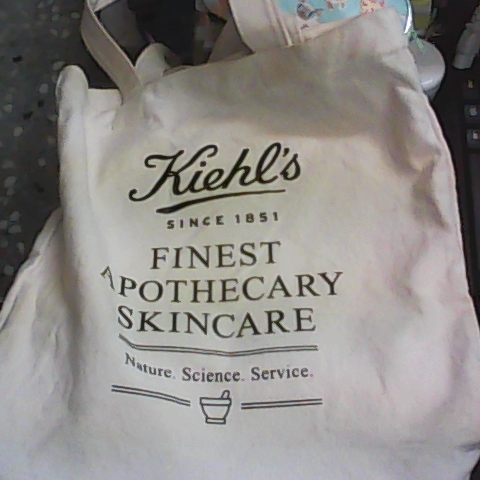 Kiehl's
SINCE 1851
FINEST
APOTHECARY
SKINCARE
Nature. Science. Service.